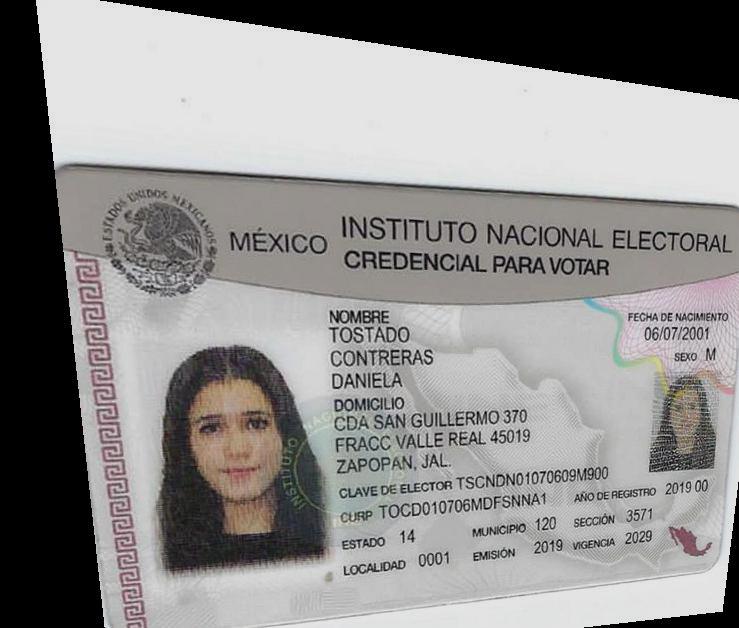 ESTADOS UNIDOS MEXICANOS
MÉXICO INSTITUTO NACIONAL ELECTORAL
CREDENCIAL PARA VOTAR
NOMBRE
TOSTADO
CONTRERAS
DANIELA
FECHA DE NACIMIENTO
06/07/2001
SEXO M
DOMICILIO
CDA SAN GUILLERMO 370
FRACC VALLE REAL 45019
ZAPOPAN, JAL.
CLAVE DE ELECTOR TSCNDN01070609M900
CURP TOCD010706MDFSNNA1 AÑO DE REGISTRO 2019 00
ESTADO 14 MUNICIPIO 120 SECCIÓN 3571
LOCALIDAD 0001 EMISIÓN 2019 VIGENCIA 2029
INSTITUTO